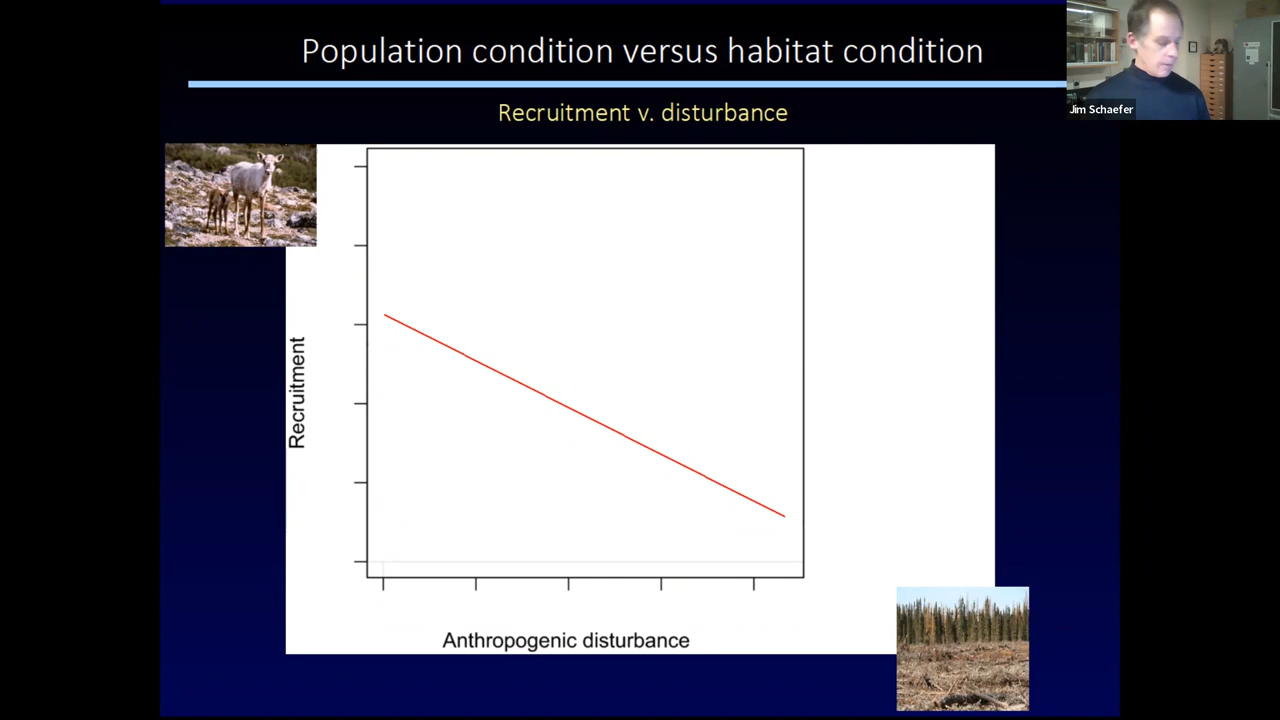 Population condition versus habitat condition
Jim Schaefer
Recruitment v. disturbance
Recruitment
Anthropogenic disturbance